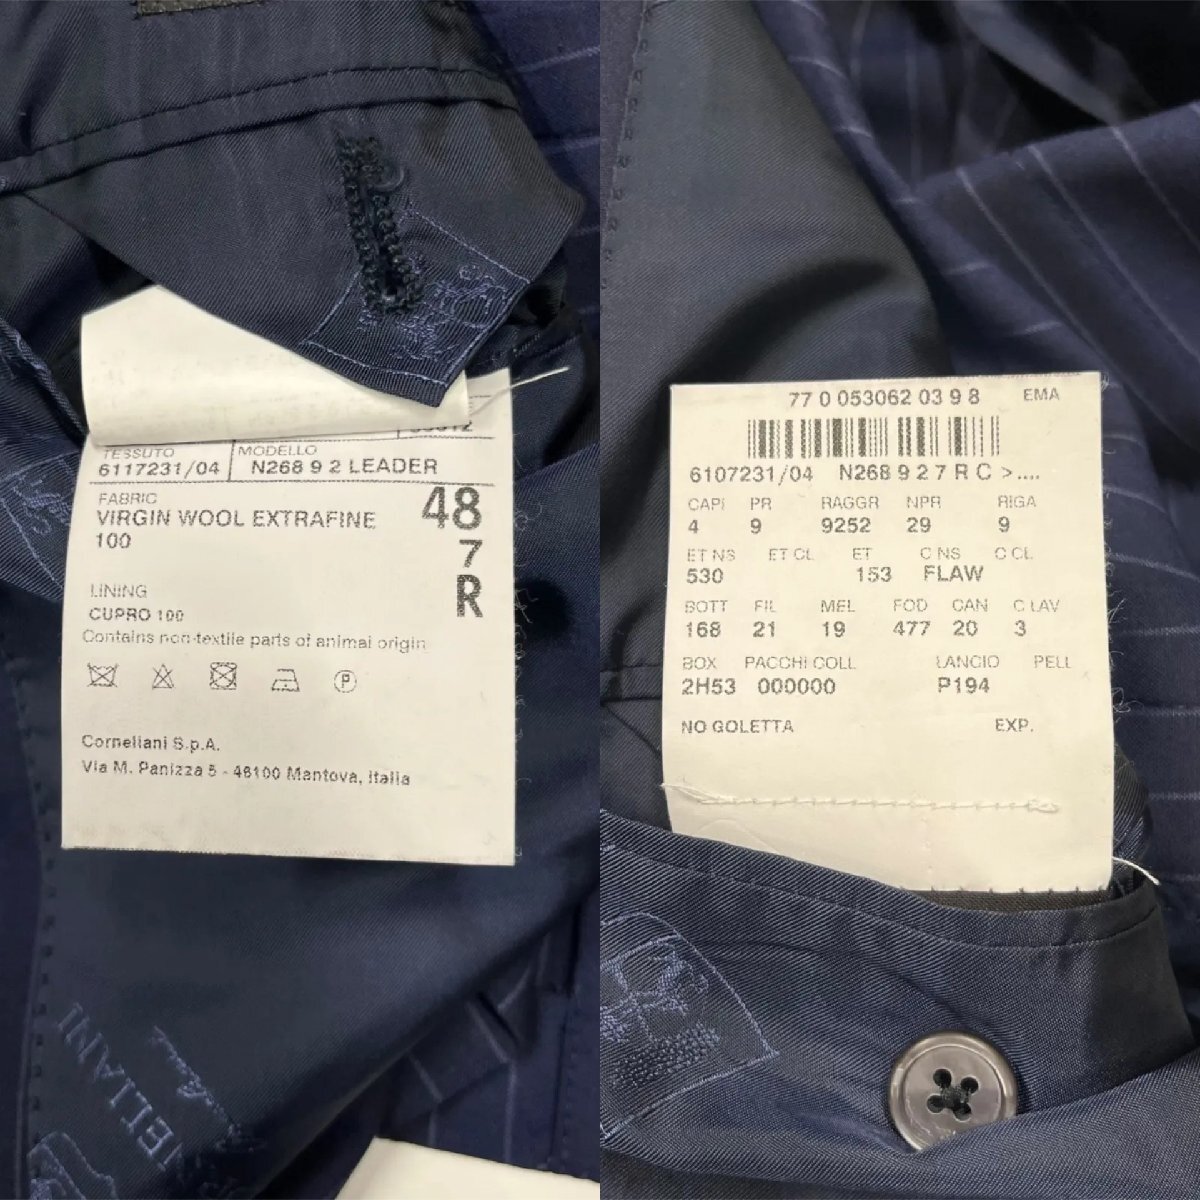 TESSUTO MODELLO
6117231/04 N268 9 2 LEADER
FABRIC
VIRGIN WOOL EXTRAFINE
100
48
7
R
LINING
CUPRO 100
Contains non-textile parts of animal origin
P
Corneliani S.p.A.
Via M. Panizza 5 - 46100 Mantova, Italia
ELIANI
77 0 053062 0 3 9 8 EMA
6107231/04 N268 9 2 7 R C >....
CAPI PR RAGGR NPR RIGA
4 9 9252 29 9
ET NS ET CL ET C NS C CL
530 153 FLAW
BOTT FIL MEL FOD CAN C LAV
168 21 19 477 20 3
BOX PACCHI COLL LANCIO PELL
2H53 000000 P194
NO GOLETTA EXP.